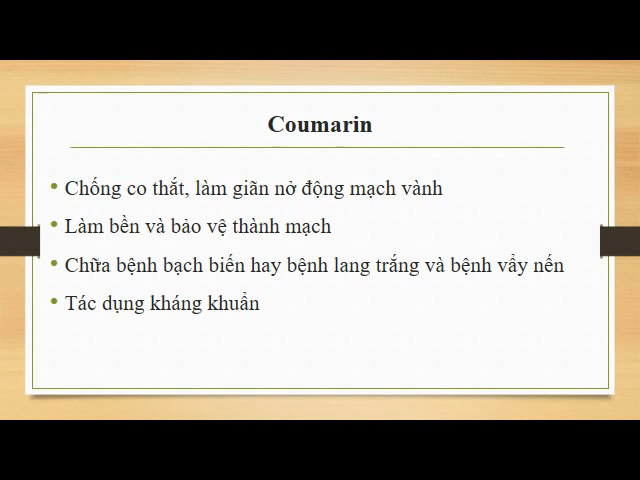 Coumarin
• Chống co thắt, làm giãn nở động mạch vành
• Làm bền và bảo vệ thành mạch
• Chữa bệnh bạch biến hay bệnh lang trắng và bệnh vẩy nến
• Tác dụng kháng khuẩn